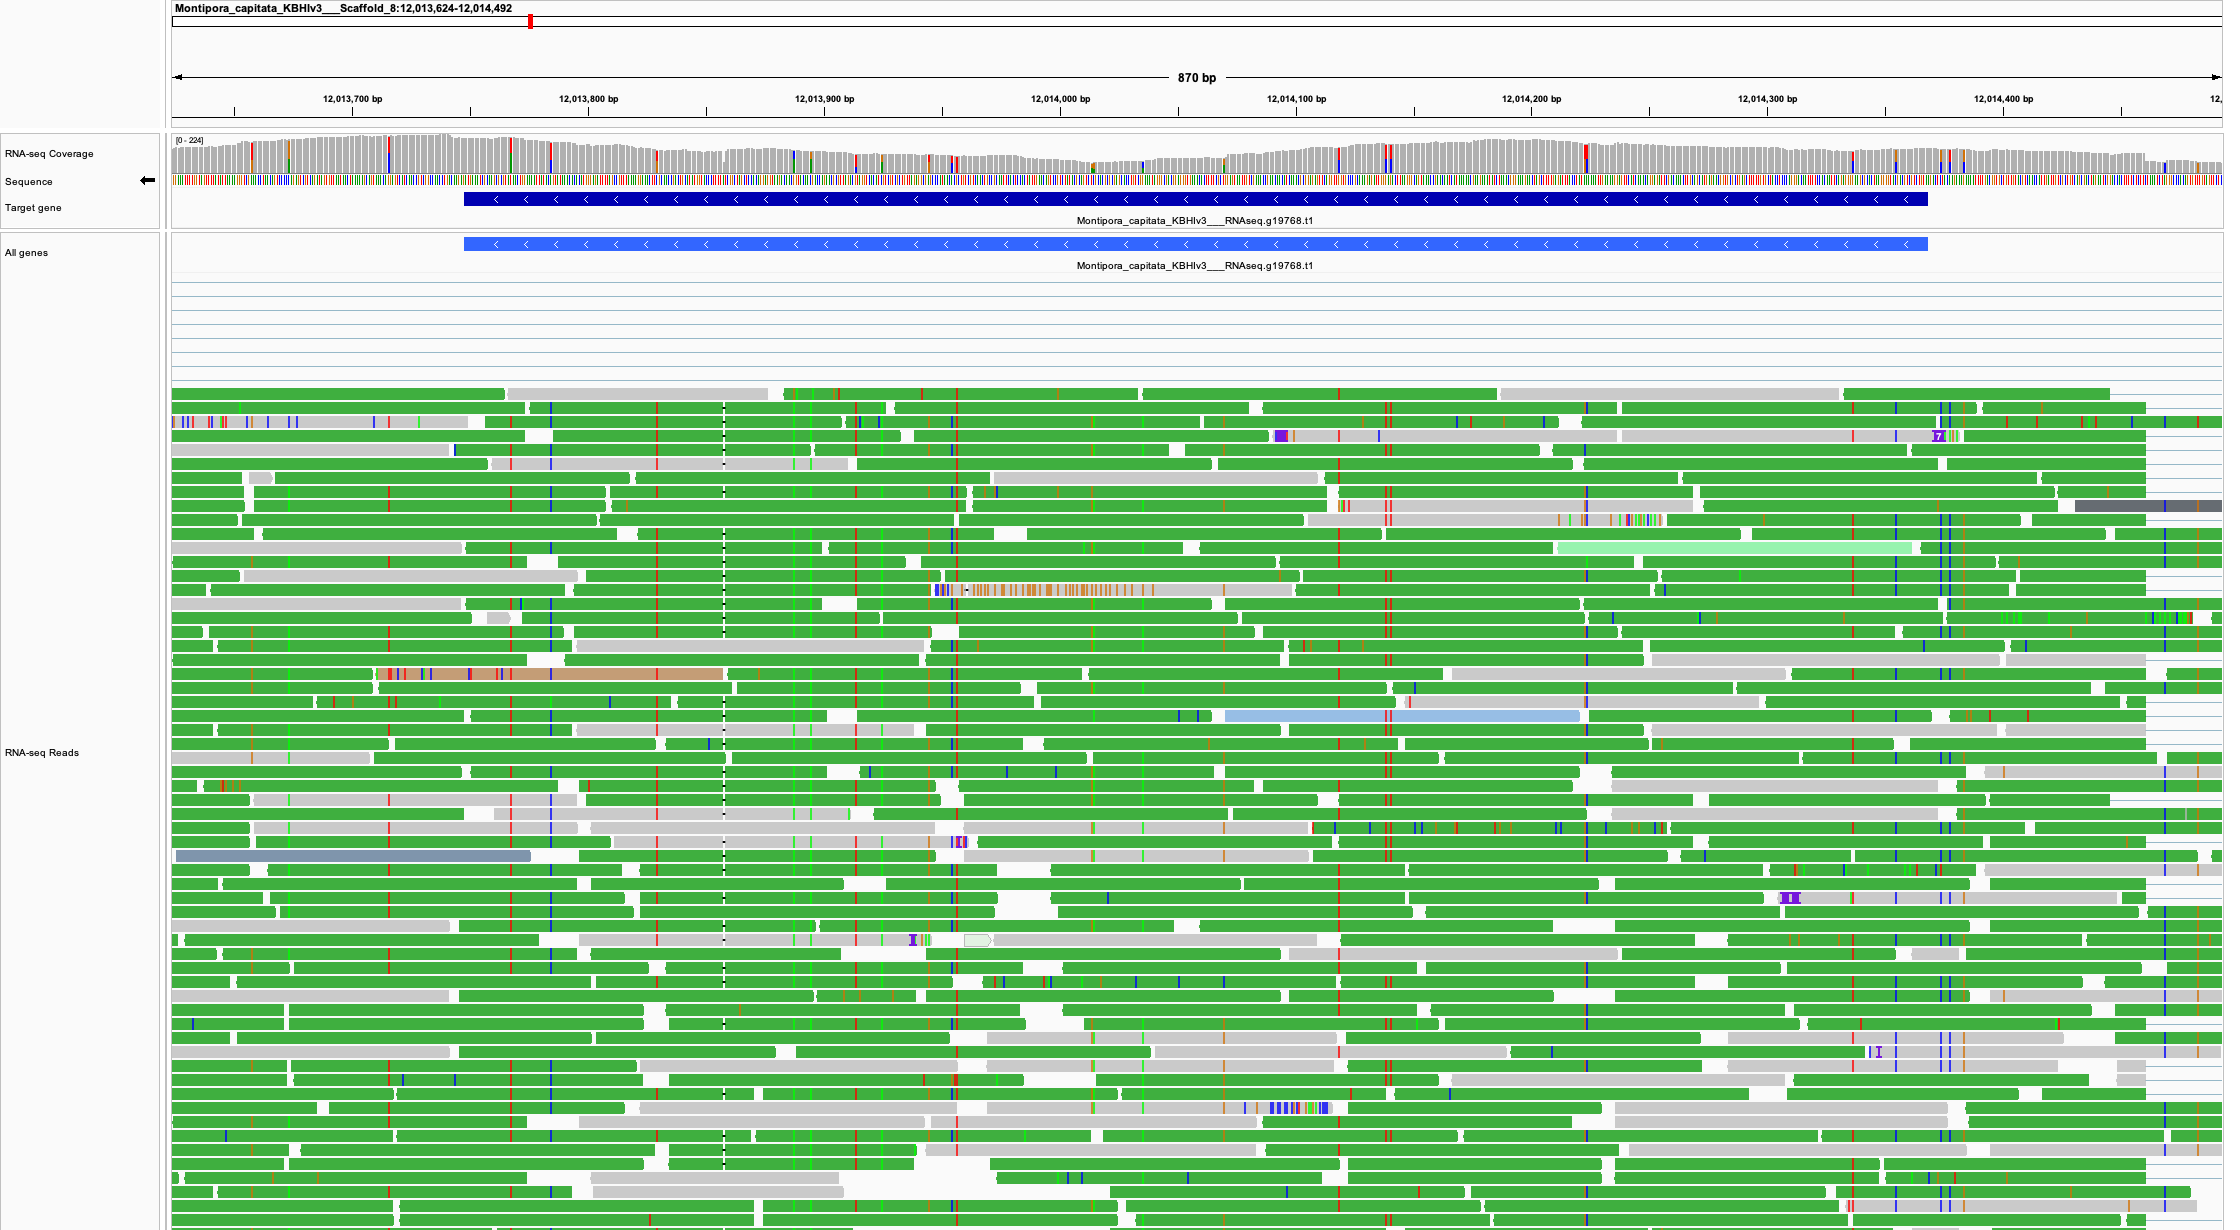 Montipora_capitata_KBHIv3___Scaffold_8:12,013,624-12,014,492
870 bp
12,013,700 bp 12,013,800 bp 12,013,900 bp 12,014,000 bp 12,014,100 bp 12,014,200 bp 12,014,300 bp 12,014,400 bp 12,
[0 - 224]
RNA-seq Coverage
Sequence
Target gene
Montipora_capitata_KBHIv3___RNAseq.g19768.t1
All genes
Montipora_capitata_KBHIv3___RNAseq.g19768.t1
7
RNA-seq Reads